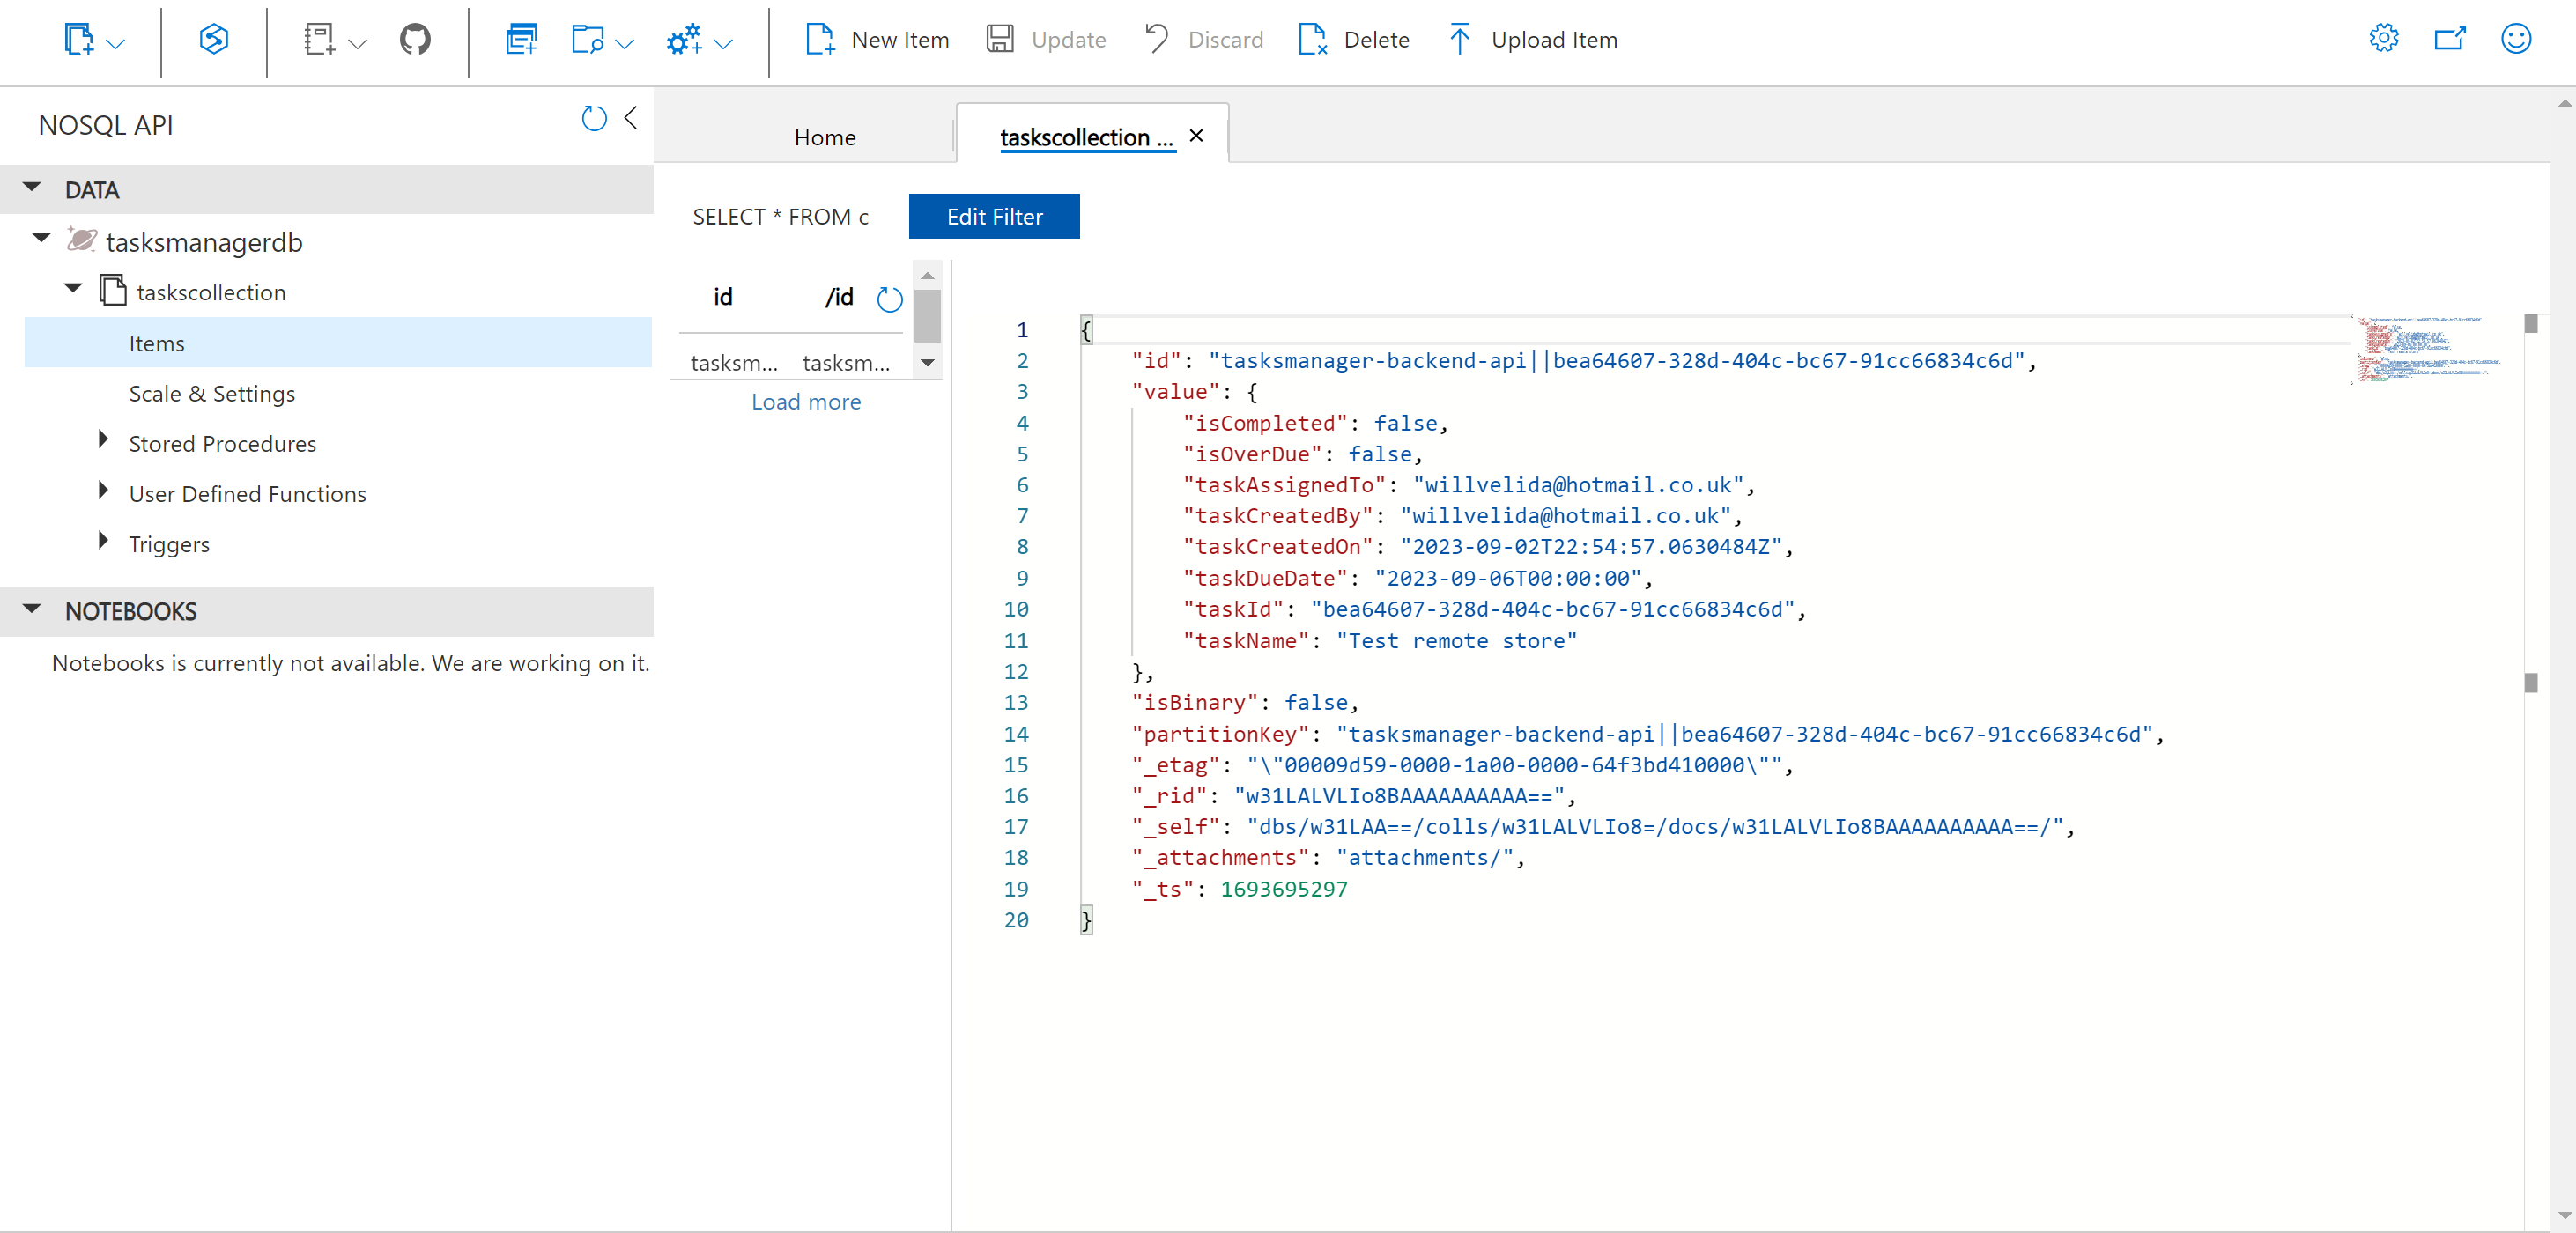 New Item
Update
Discard
Delete
Upload Item
NOSQL API
DATA
tasksmanagerdb
taskscollection
Items
Scale & Settings
Stored Procedures
User Defined Functions
Triggers
NOTEBOOKS
Notebooks is currently not available. We are working on it.
Home
taskscollection ...
SELECT * FROM c
Edit Filter
id /id
tasksm... tasksm...
Load more
1 {
2 "id": "tasksmanager-backend-api||bea64607-328d-404c-bc67-91cc66834c6d",
3 "value": {
4 "isCompleted": false,
5 "isOverDue": false,
6 "taskAssignedTo": "willvelida@hotmail.co.uk",
7 "taskCreatedBy": "willvelida@hotmail.co.uk",
8 "taskCreatedOn": "2023-09-02T22:54:57.0630484Z",
9 "taskDueDate": "2023-09-06T00:00:00",
10 "taskId": "bea64607-328d-404c-bc67-91cc66834c6d",
11 "taskName": "Test remote store"
12 },
13 "isBinary": false,
14 "partitionKey": "tasksmanager-backend-api||bea64607-328d-404c-bc67-91cc66834c6d",
15 "_etag": "\"00009d59-0000-1a00-0000-64f3bd410000\"",
16 "_rid": "w31LALVLIo8BAAAAAAAAAA==",
17 "_self": "dbs/w31LAA==/colls/w31LALVLIo8=/docs/w31LALVLIo8BAAAAAAAAAA==/",
18 "_attachments": "attachments/",
19 "_ts": 1693695297
20 }